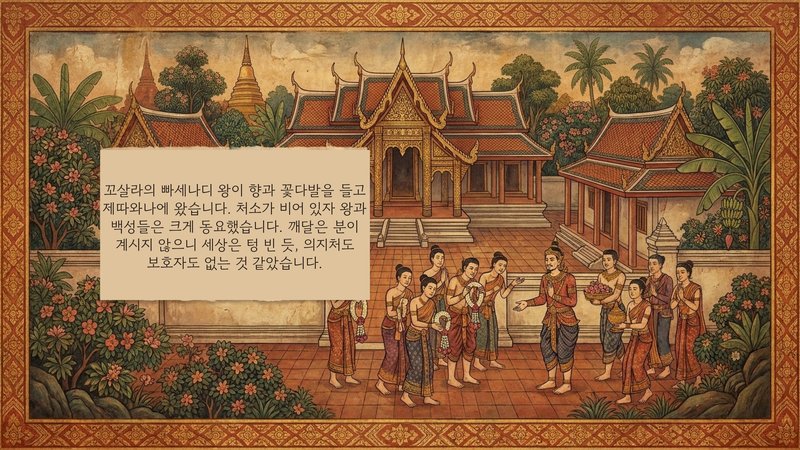 꼬살라의 빠세나디 왕이 향과 꽃다발을 들고
제따와나에 왔습니다. 처소가 비어 있자 왕과
백성들은 크게 동요했습니다. 깨달은 분이
계시지 않으니 세상은 텅 빈 듯, 의지처도
보호자도 없는 것 같았습니다.